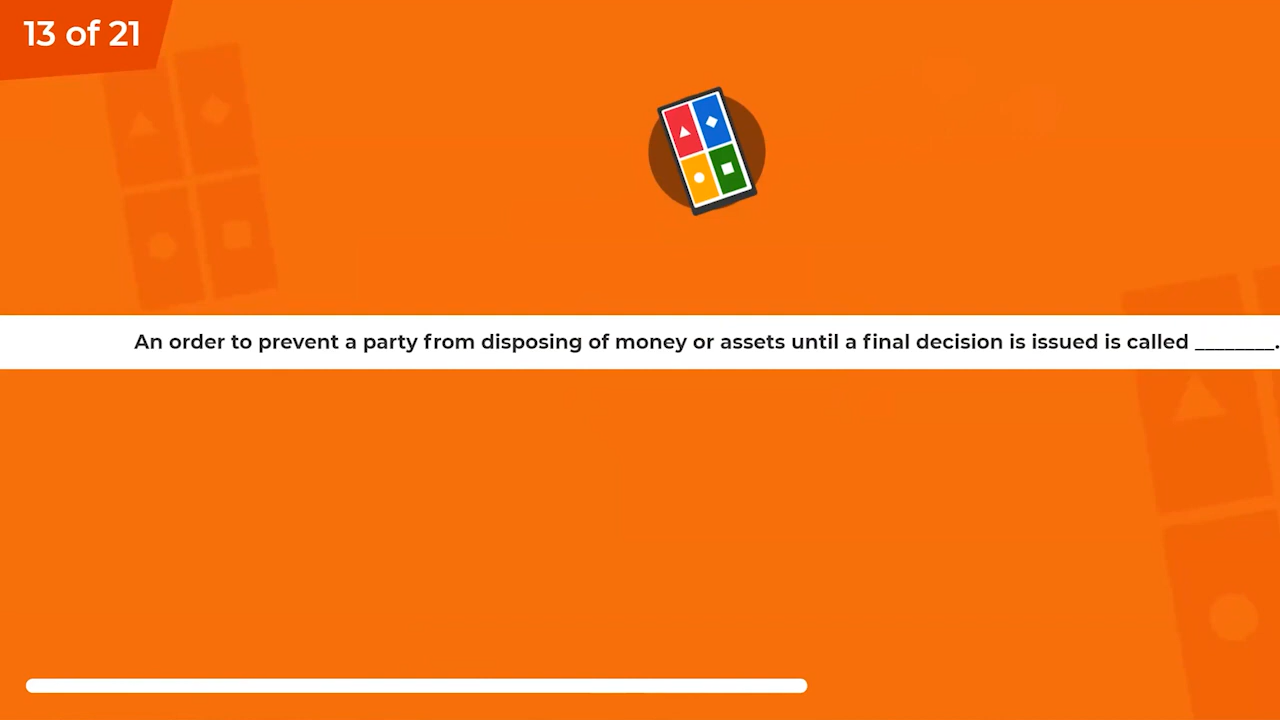 13 of 21
An order to prevent a party from disposing of money or assets until a final decision is issued is called ________.